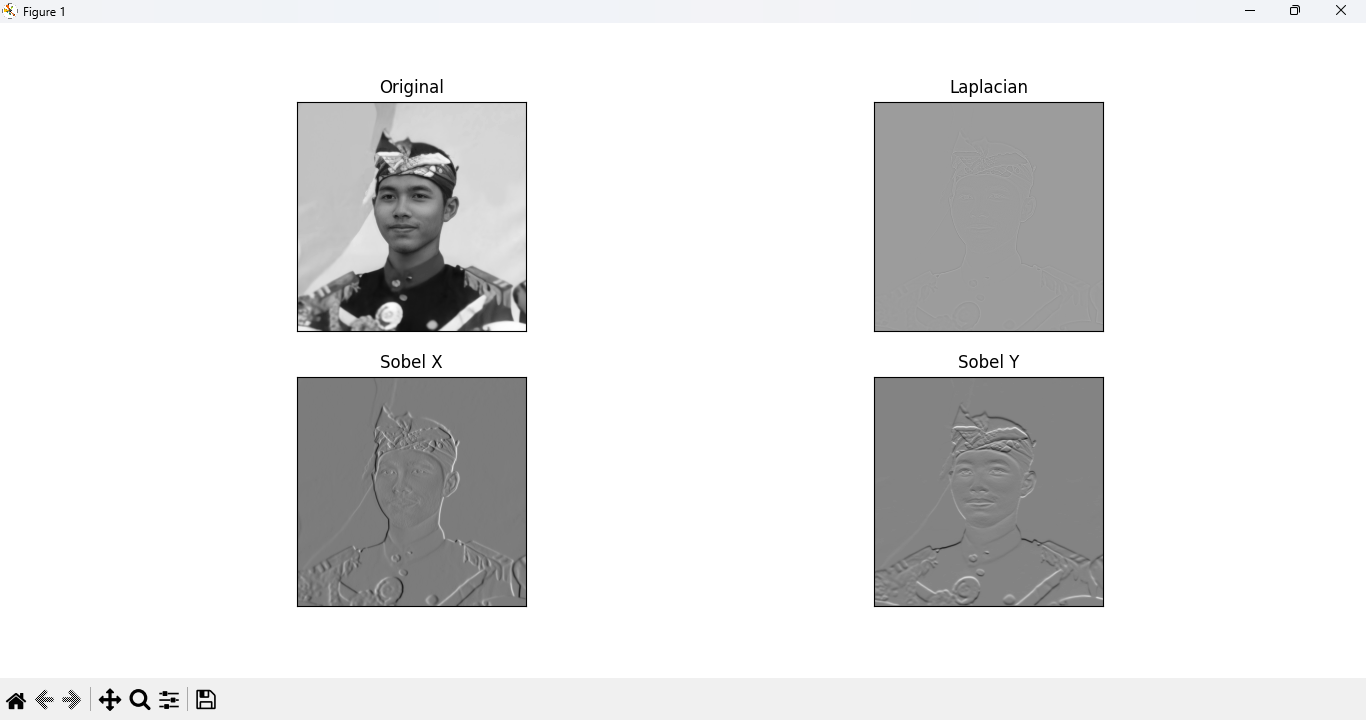 Figure 1
Original
Laplacian
Sobel X
Sobel Y